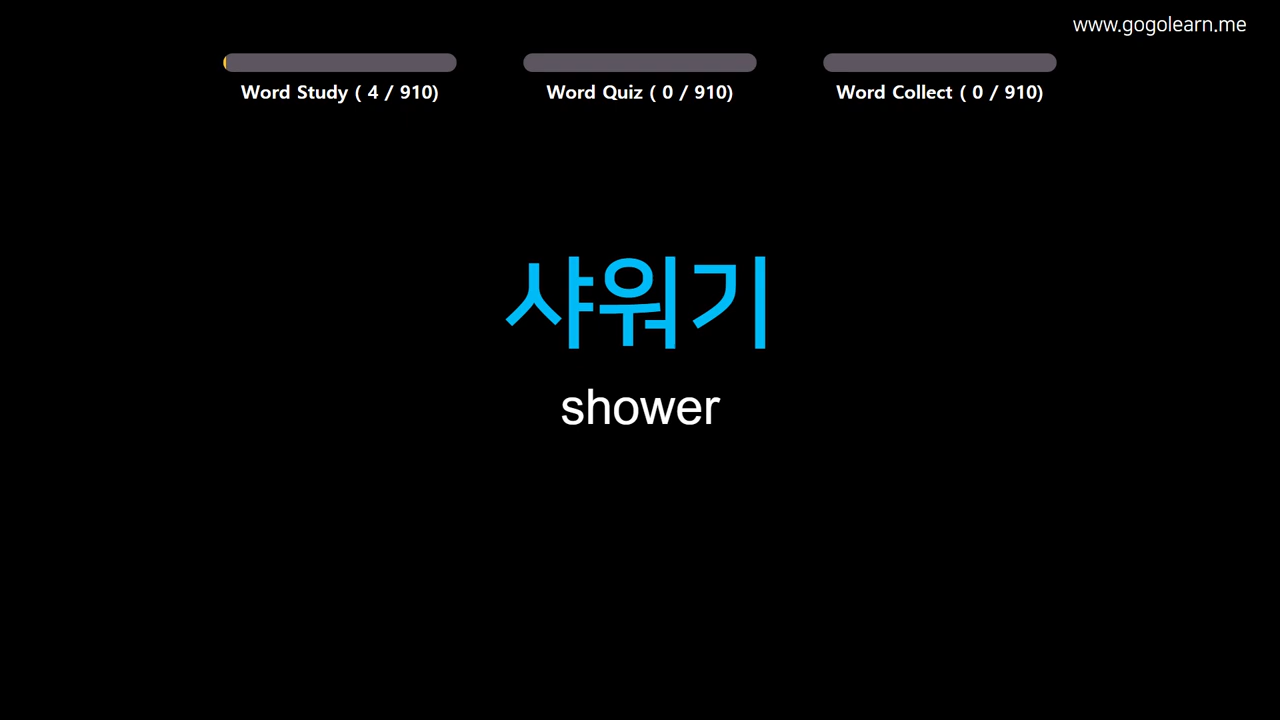 www.gogolearn.me
Word Study ( 4 / 910)
Word Quiz ( 0 / 910)
Word Collect ( 0 / 910)
샤워기
shower